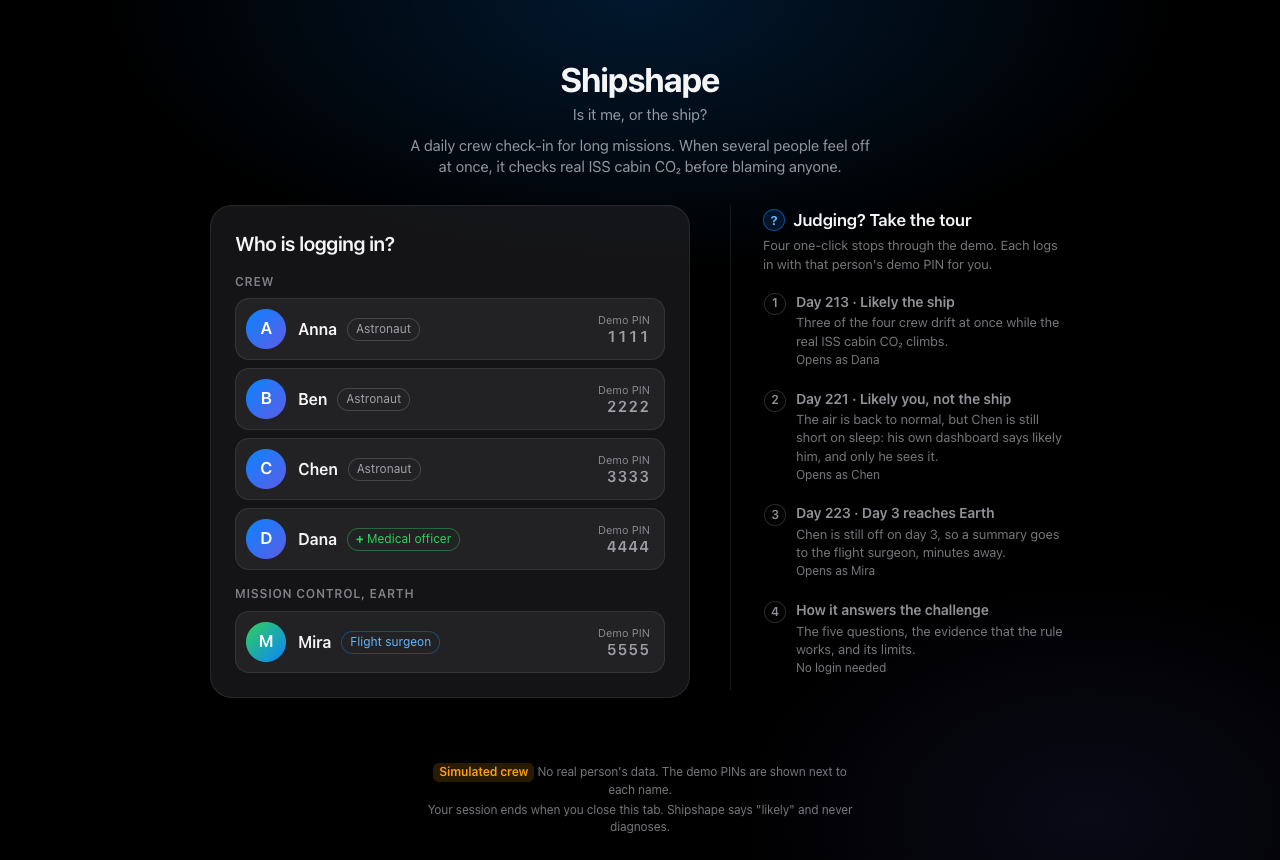 Shipshape
Is it me, or the ship?
A daily crew check-in for long missions. When several people feel off
at once, it checks real ISS cabin CO₂ before blaming anyone.
Who is logging in?
CREW
A
Anna
Astronaut
Demo PIN
1111
B
Ben
Astronaut
Demo PIN
2222
C
Chen
Astronaut
Demo PIN
3333
D
Dana
+ Medical officer
Demo PIN
4444
MISSION CONTROL, EARTH
M
Mira
Flight surgeon
Demo PIN
5555
? Judging? Take the tour
Four one-click stops through the demo. Each logs
in with that person's demo PIN for you.
1 Day 213 · Likely the ship
Three of the four crew drift at once while the
real ISS cabin CO₂ climbs.
Opens as Dana
2 Day 221 · Likely you, not the ship
The air is back to normal, but Chen is still
short on sleep: his own dashboard says likely
him, and only he sees it.
Opens as Chen
3 Day 223 · Day 3 reaches Earth
Chen is still off on day 3, so a summary goes
to the flight surgeon, minutes away.
Opens as Mira
4 How it answers the challenge
The five questions, the evidence that the rule
works, and its limits.
No login needed
Simulated crew No real person's data. The demo PINs are shown next to
each name.
Your session ends when you close this tab. Shipshape says "likely" and never
diagnoses.